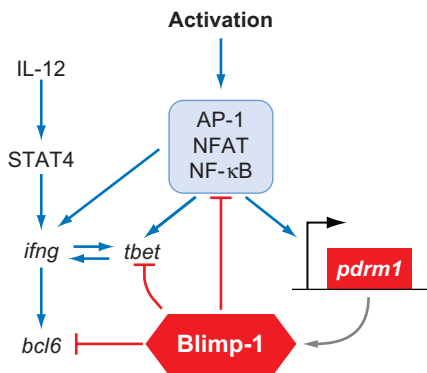 Activation
IL-12
AP-1
NFAT
NF-κB
STAT4
ifng
tbet
pdrm1
bcl6
Blimp-1